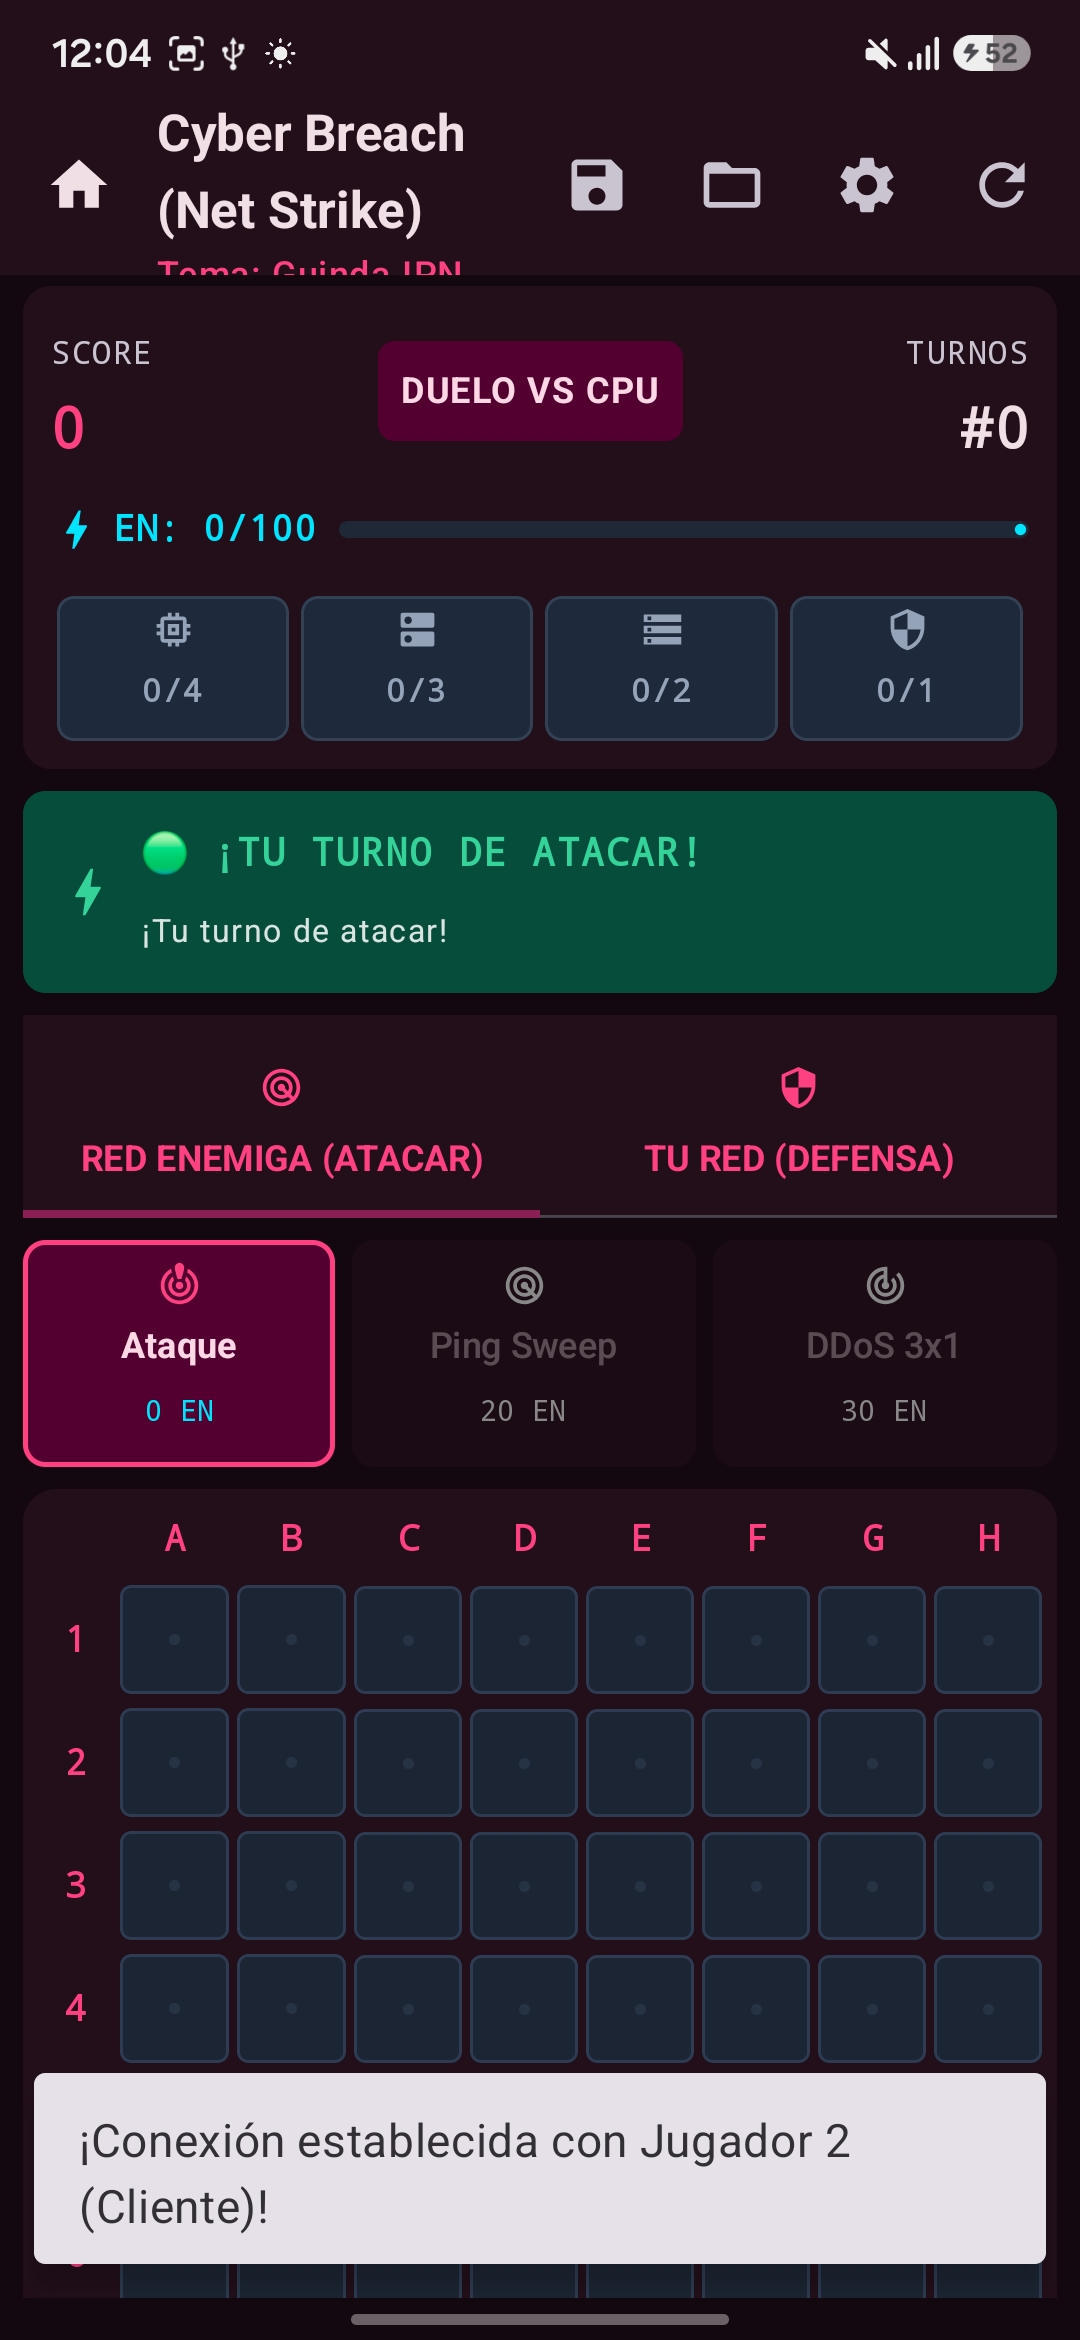 12:04
52
Cyber Breach
(Net Strike)
Tema: Guinda IPN
SCORE
DUELO VS CPU
TURNOS
0
#0
EN: 0/100
0/4
0/3
0/2
0/1
¡TU TURNO DE ATACAR!
¡Tu turno de atacar!
RED ENEMIGA (ATACAR)
TU RED (DEFENSA)
Ataque
Ping Sweep
DDoS 3x1
0 EN
20 EN
30 EN
A B C D E F G H
1
2
3
4
¡Conexión establecida con Jugador 2
(Cliente)!